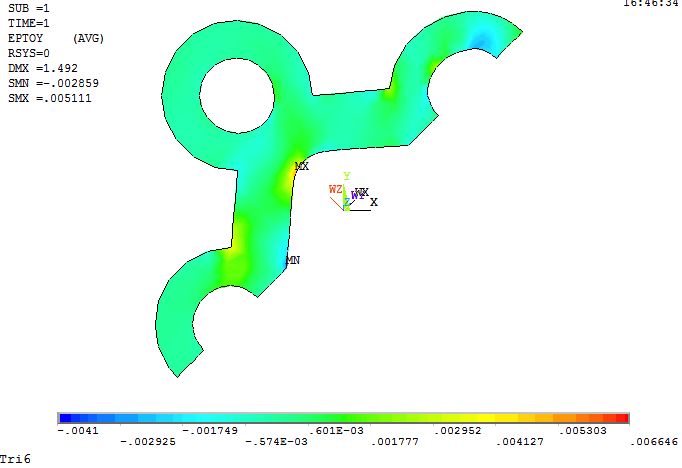 16:46:34
SUB =1
TIME=1
EPTOY (AVG)
RSYS=0
DMX =1.492
SMN =-.002859
SMX =.005111
MX
Y
WZ WY WX
Z X
MN
-.0041 -.001749 .601E-03 .002952 .005303
-.002925 -.574E-03 .001777 .004127 .006646
Tri6